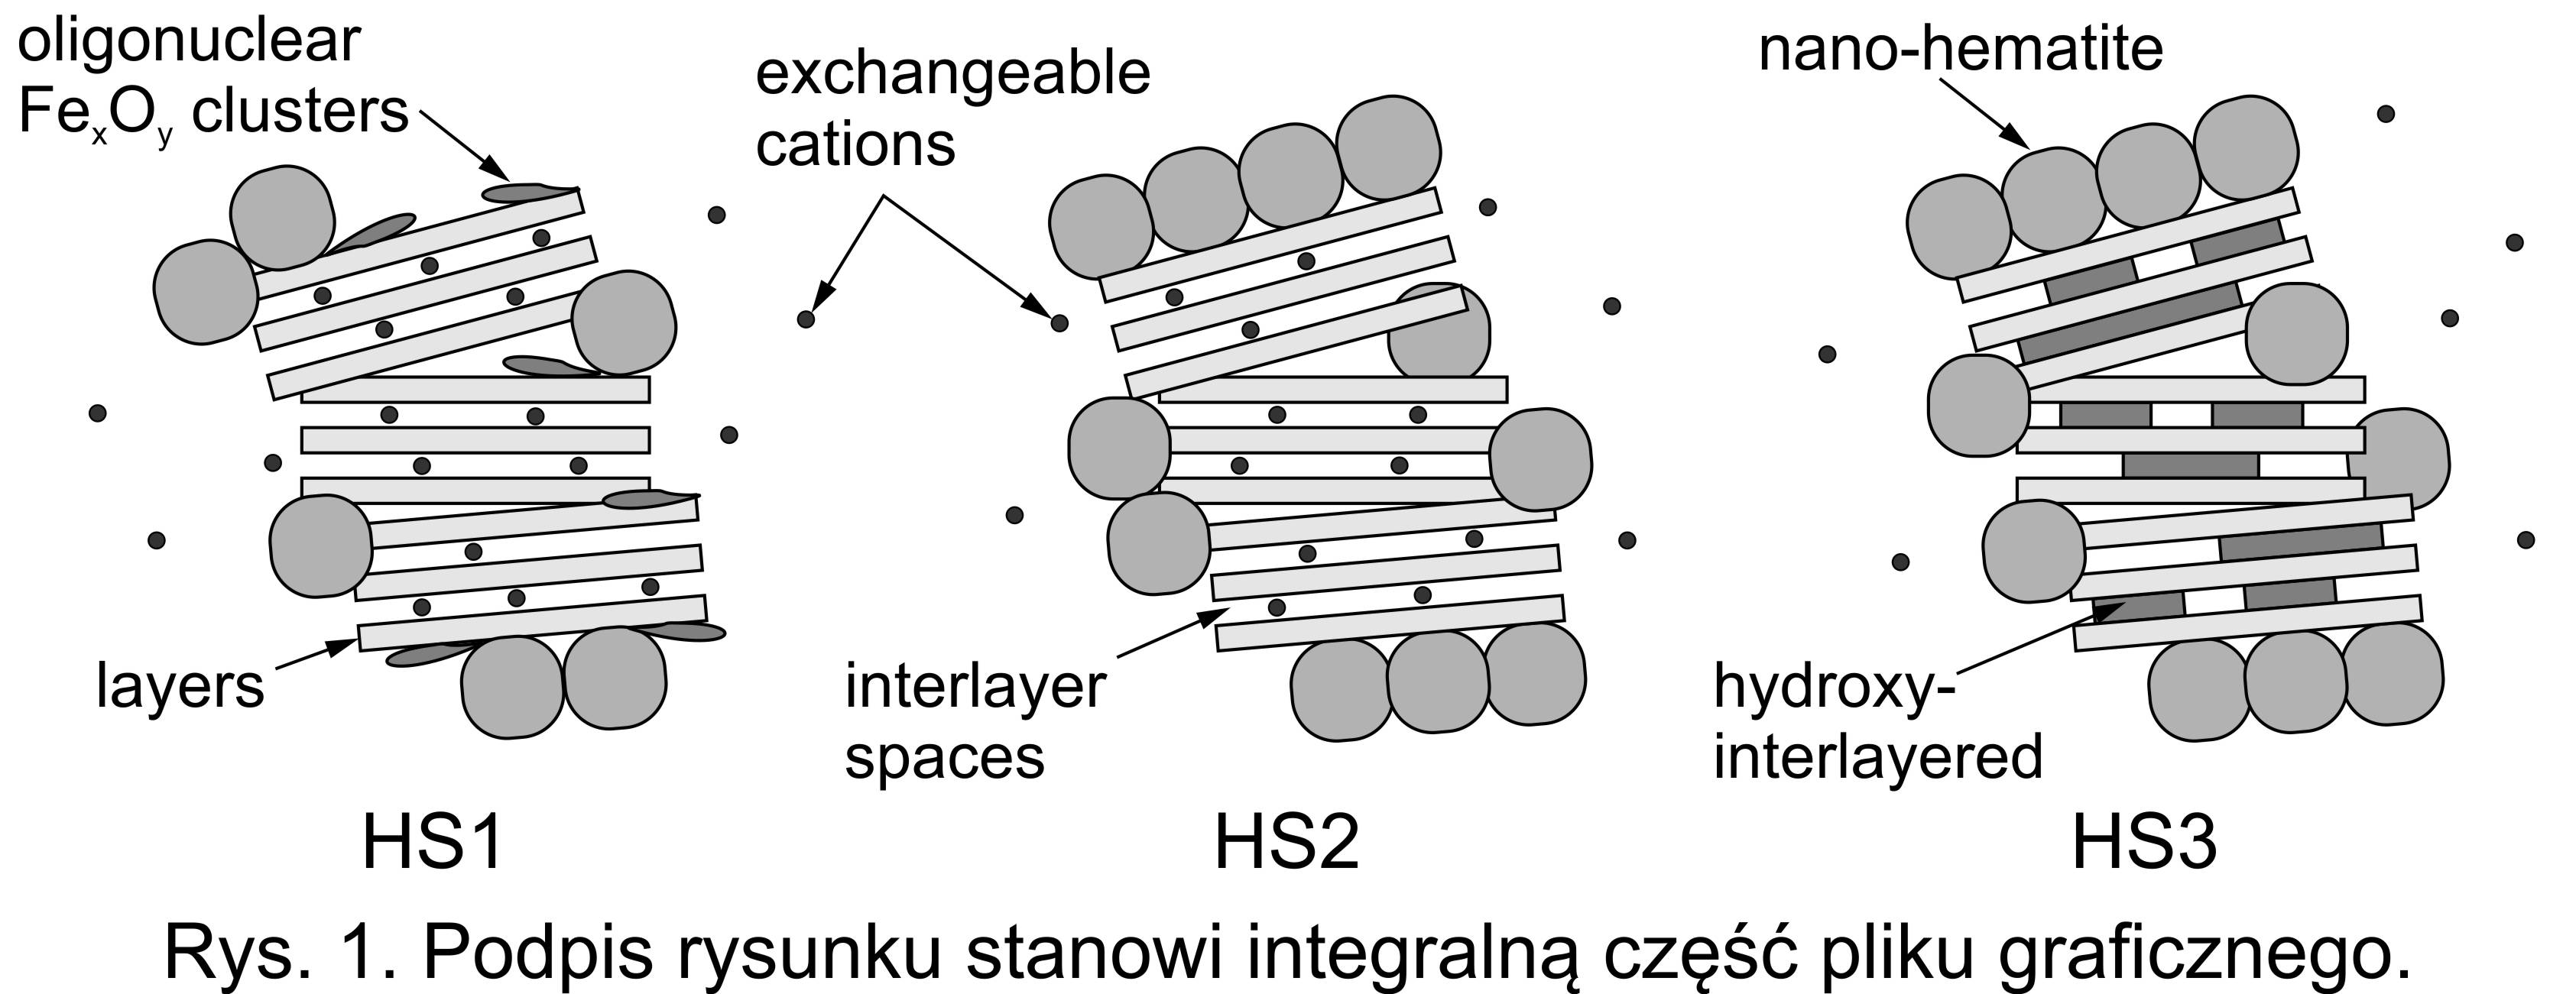 oligonuclear
FeₓOᵧ clusters
exchangeable
cations
nano-hematite
layers
interlayer
spaces
hydroxy-
interlayered
HS1
HS2
HS3
Rys. 1. Podpis rysunku stanowi integralną część pliku graficznego.